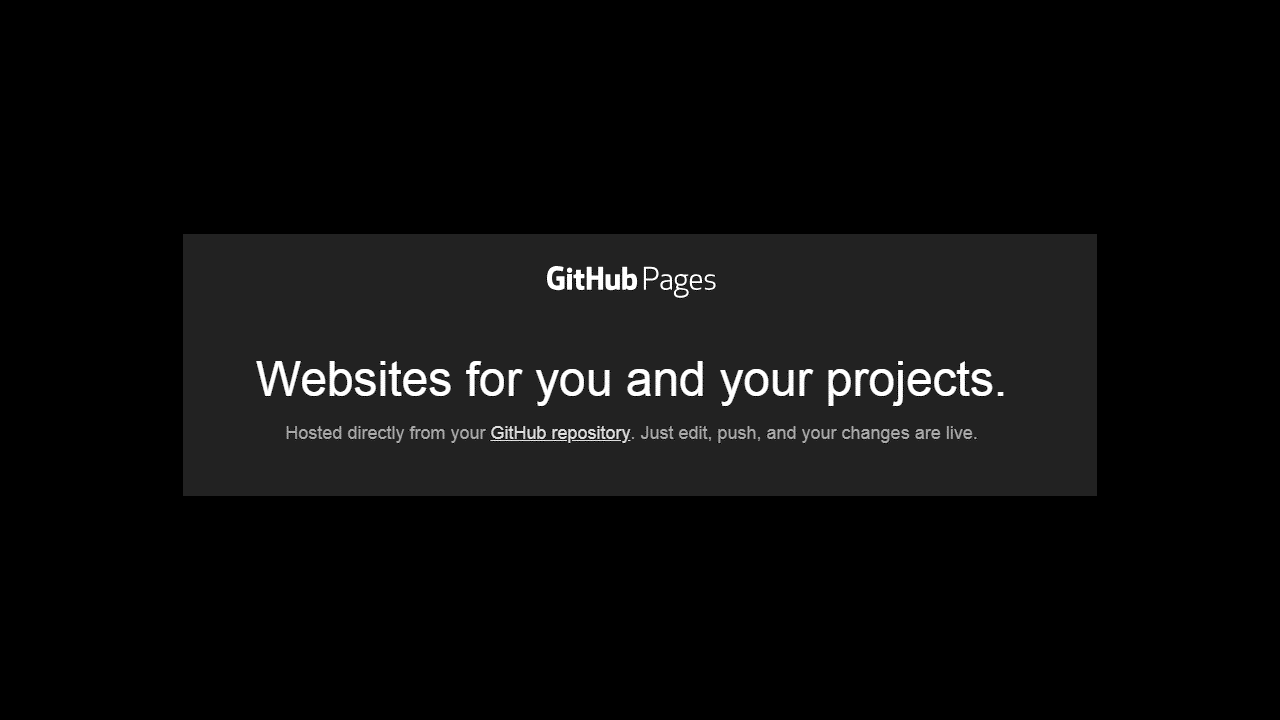 GitHub Pages
Websites for you and your projects.
Hosted directly from your GitHub repository. Just edit, push, and your changes are live.